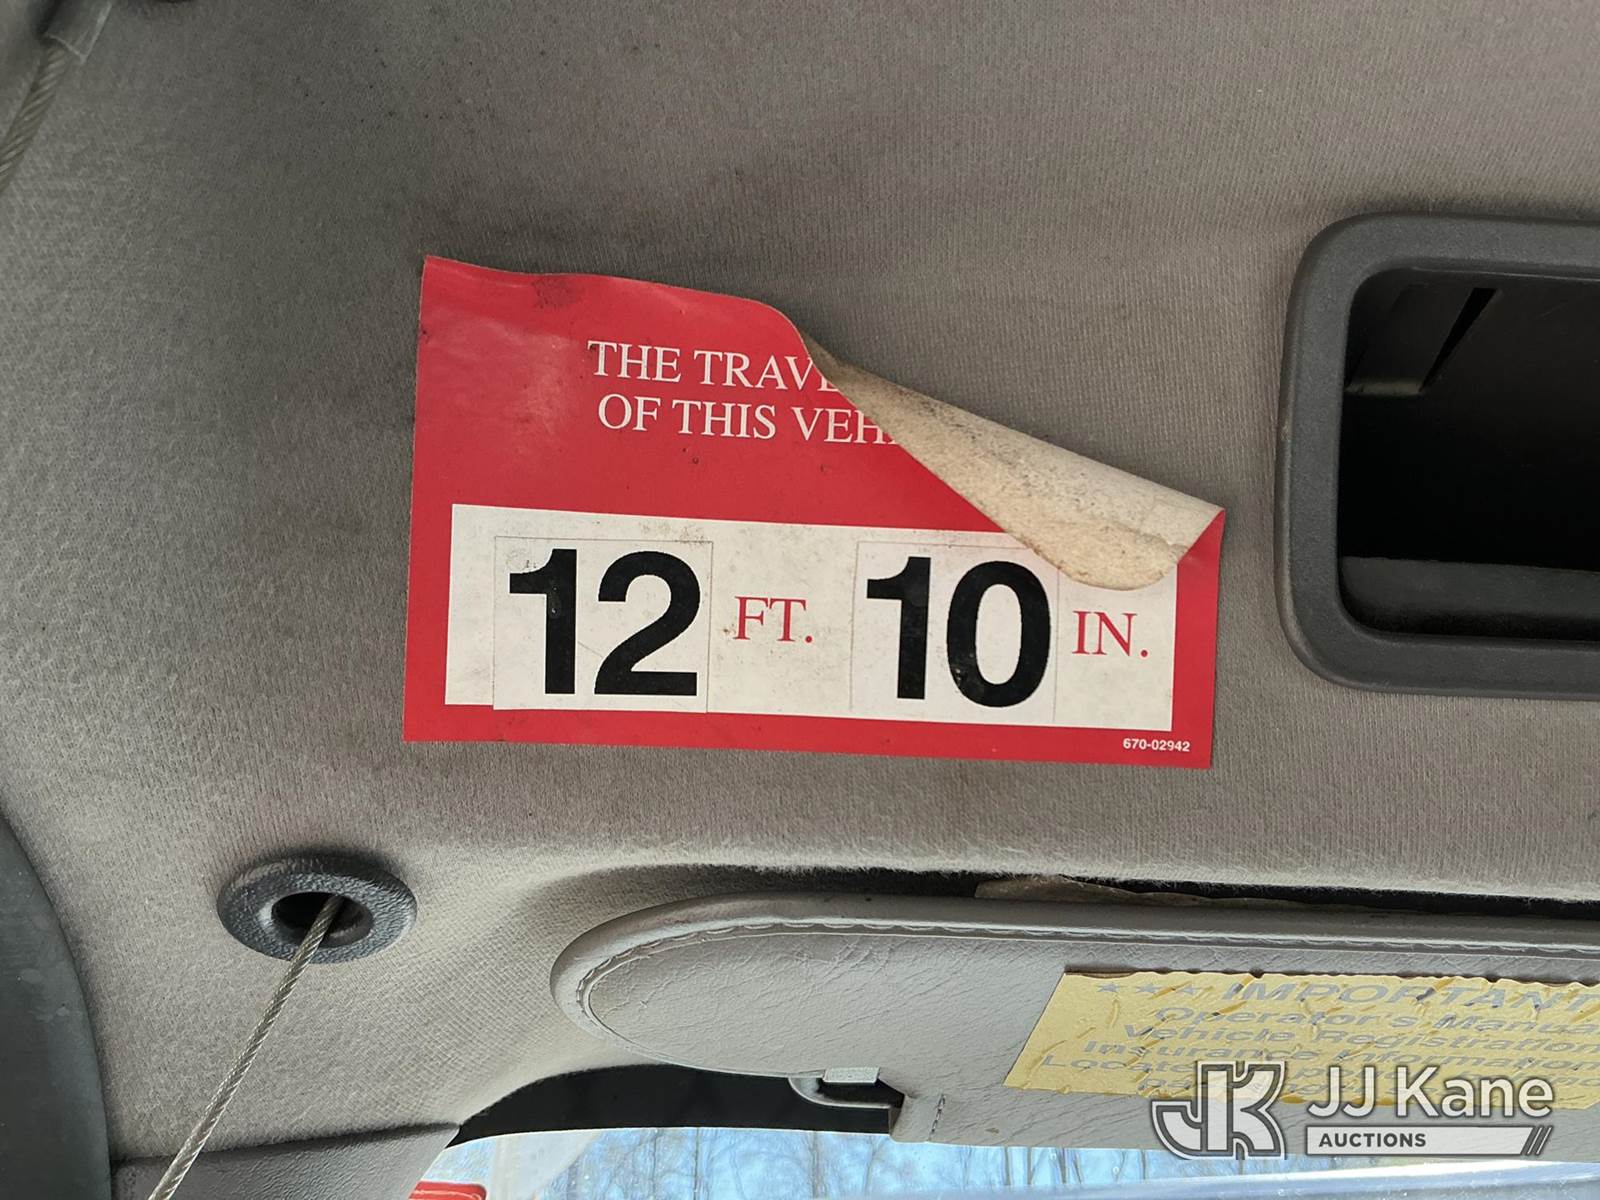 THE TRAVE
OF THIS VEHI
12 FT. 10 IN.
670-02942
★★★ IMPORTANT
Operator's Manual
Vehicle Registration
Insurance Information
JJ Kane
AUCTIONS